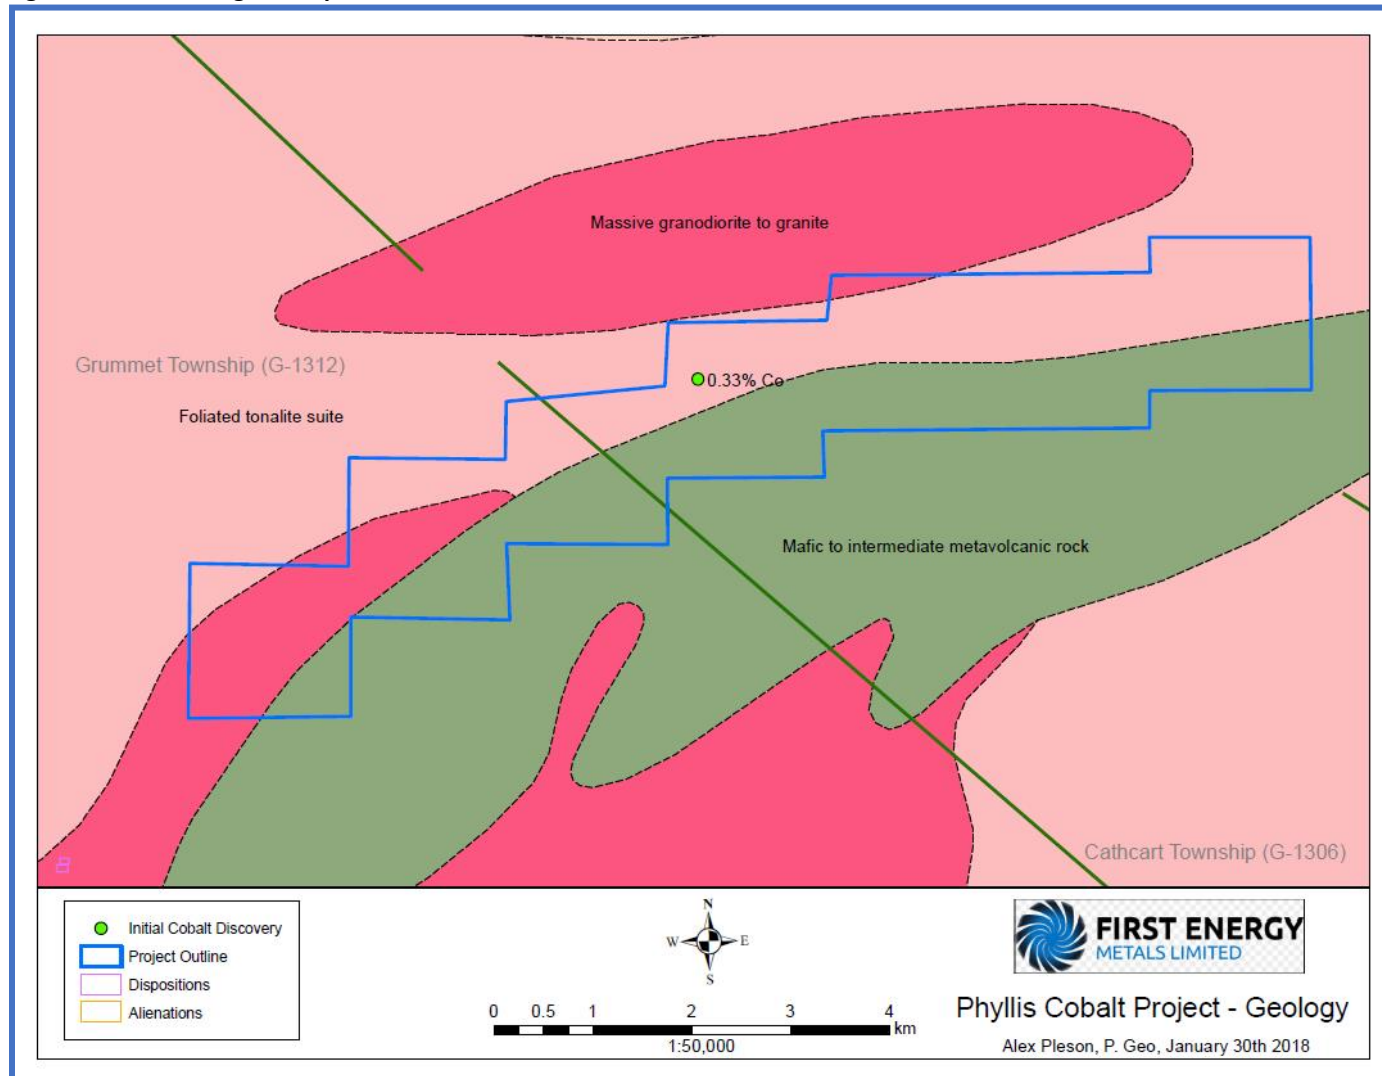 Massive granodiorite to granite
Grummet Township (G-1312)
0.33% Co
Foliated tonalite suite
Mafic to intermediate metavolcanic rock
Cathcart Township (G-1306)
Initial Cobalt Discovery
Project Outline
Dispositions
Alienations
N
W E
S
0 0.5 1 2 3 4
km
1:50,000
FIRST ENERGY
METALS LIMITED
Phyllis Cobalt Project - Geology
Alex Pleson, P. Geo, January 30th 2018